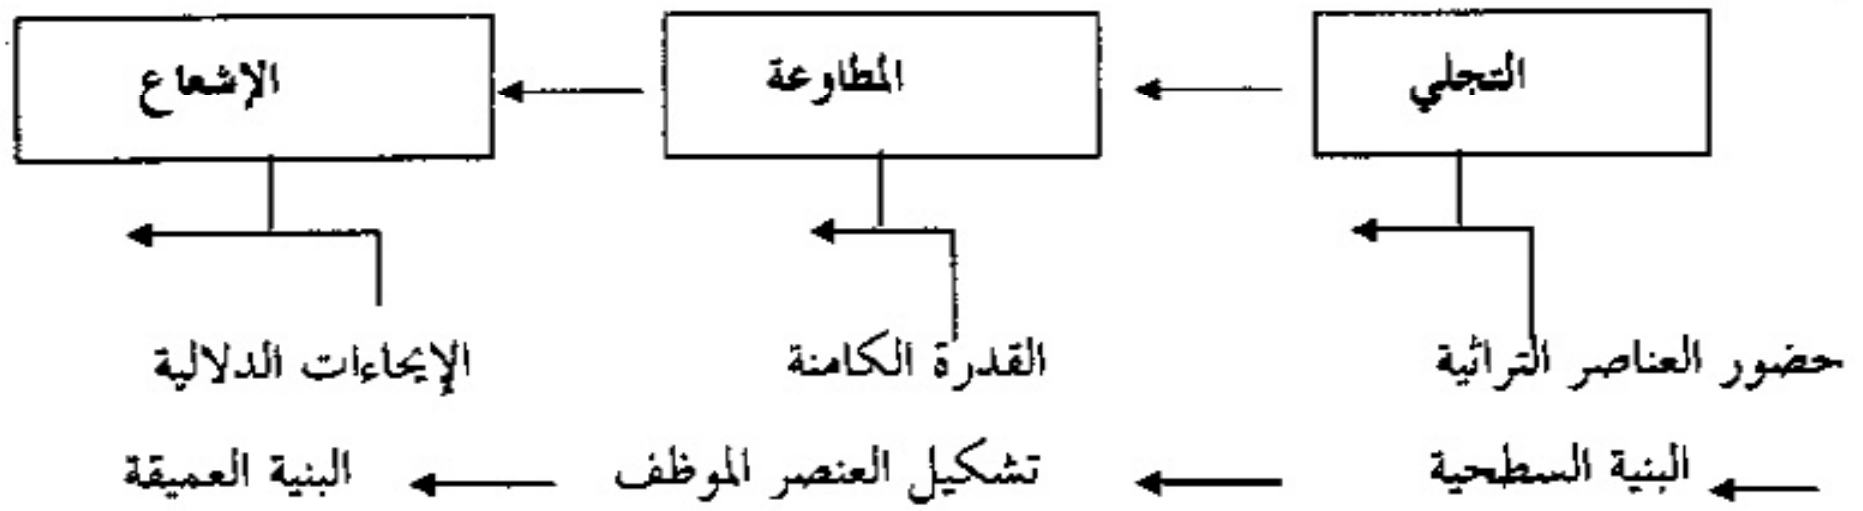 التجلي المطاوعة الإشعاع
حضور العناصر التراثية القدرة الكامنة الإيحاءات الدلالية
البنية السطحية تشكيل العنصر الموظف البنية العميقة